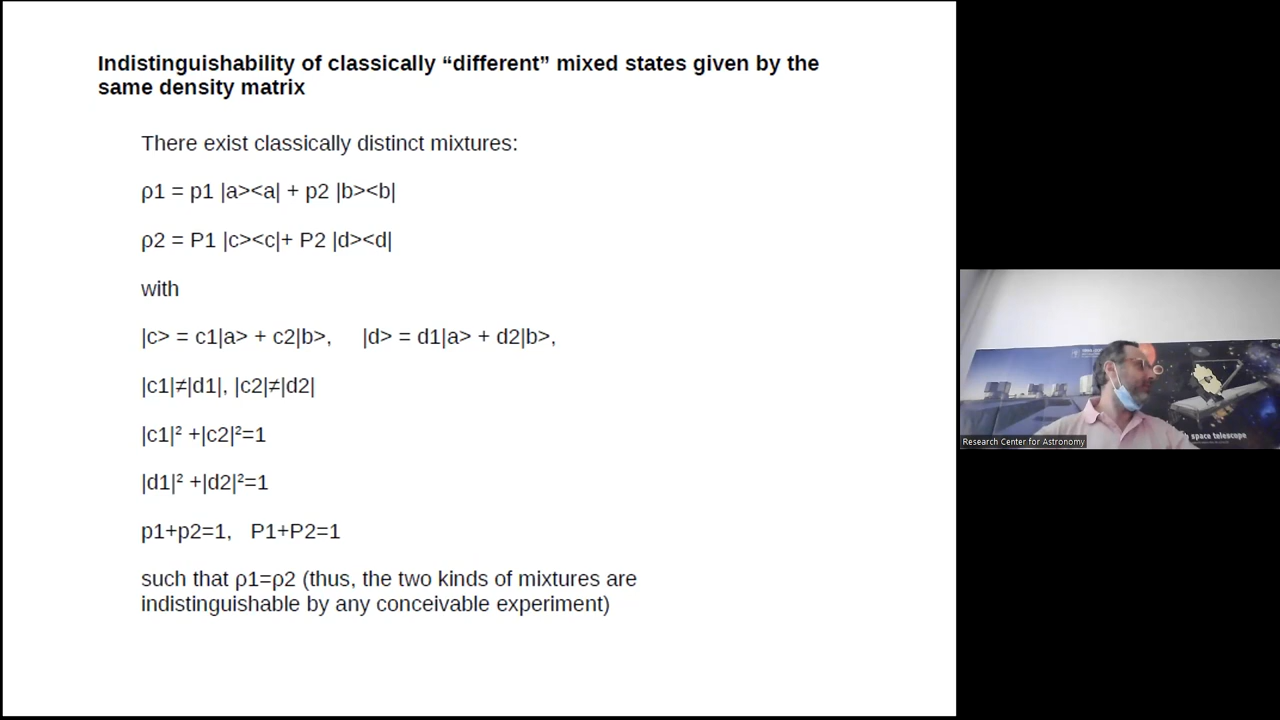 Indistinguishability of classically “different” mixed states given by the
same density matrix
There exist classically distinct mixtures:
ρ1 = p1 |a><a| + p2 |b><b|
ρ2 = P1 |c><c|+ P2 |d><d|
with
|c> = c1|a> + c2|b>,     |d> = d1|a> + d2|b>,
|c1|≠|d1|, |c2|≠|d2|
|c1|² +|c2|²=1
|d1|² +|d2|²=1
p1+p2=1,   P1+P2=1
such that ρ1=ρ2 (thus, the two kinds of mixtures are
indistinguishable by any conceivable experiment)
space telescope
Research Center for Astronomy